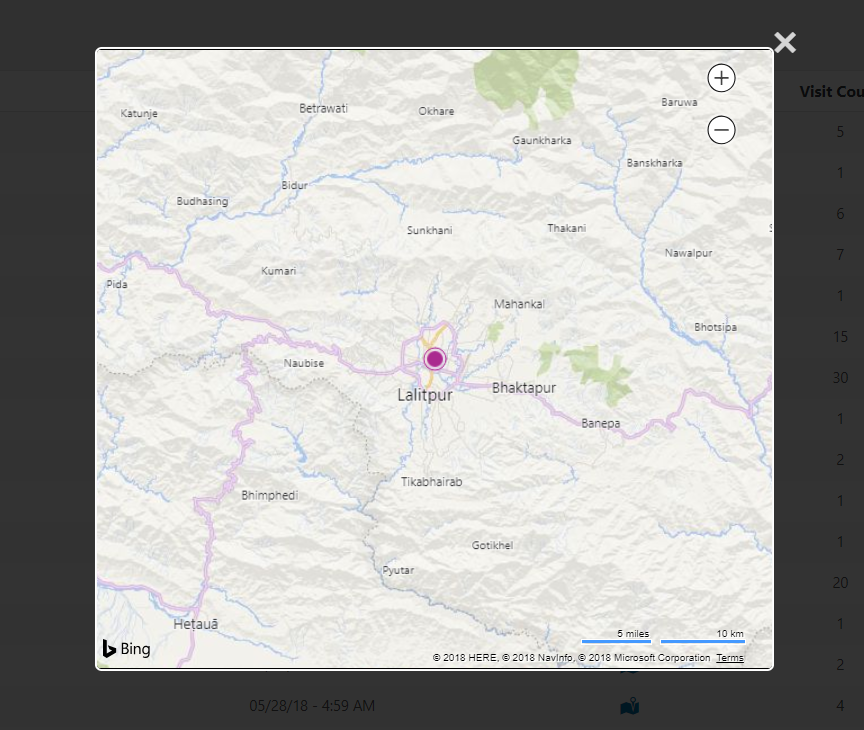 Visit Cou
Katunje
Betrawati
Okhare
Baruwa
5
Gaunkharka
Banskharka
1
Bidur
Budhasing
6
Sunkhani
Thakani
Nawalpur
7
Kumari
Pida
1
Mahankal
Bhotsipa
15
Naubise
30
Lalitpur
Bhaktapur
Banepa
1
2
Tikabhairab
Bhimphedi
1
Gotikhel
1
Pyutar
20
Hetauă
1
5 miles 10 km
Bing
© 2018 HERE, © 2018 NavInfo, © 2018 Microsoft Corporation Terms
2
05/28/18 - 4:59 AM
4